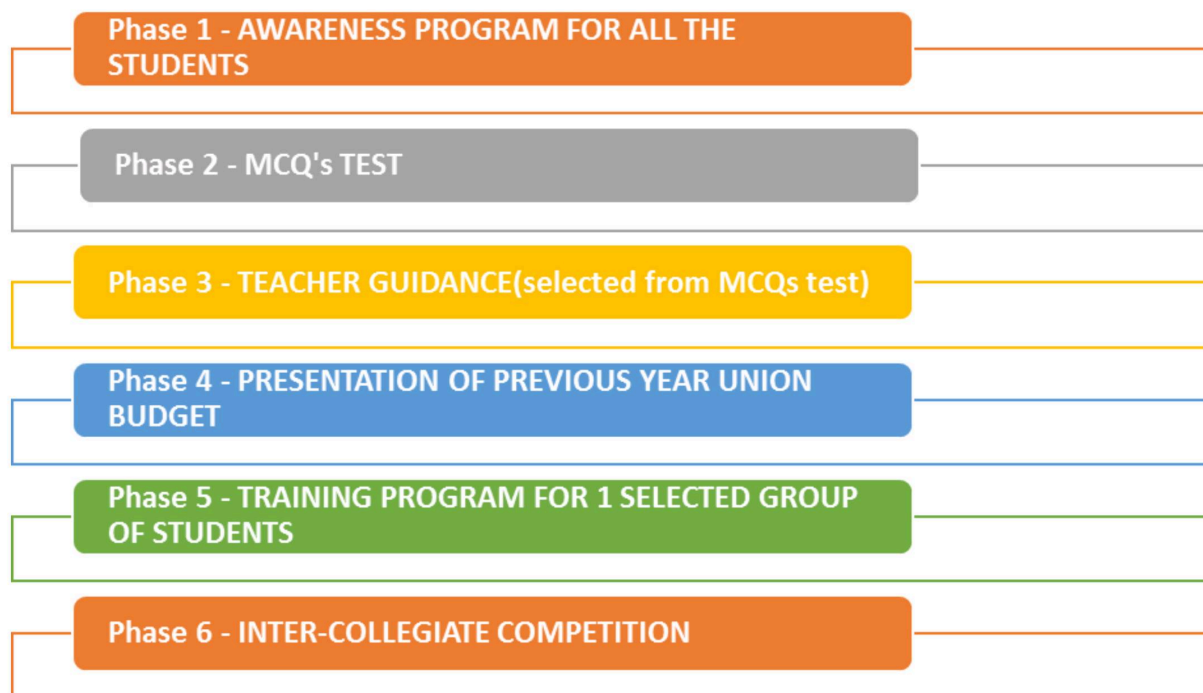 Phase 1 - AWARENESS PROGRAM FOR ALL THE
STUDENTS
Phase 2 - MCQ's TEST
Phase 3 - TEACHER GUIDANCE(selected from MCQs test)
Phase 4 - PRESENTATION OF PREVIOUS YEAR UNION
BUDGET
Phase 5 - TRAINING PROGRAM FOR 1 SELECTED GROUP
OF STUDENTS
Phase 6 - INTER-COLLEGIATE COMPETITION